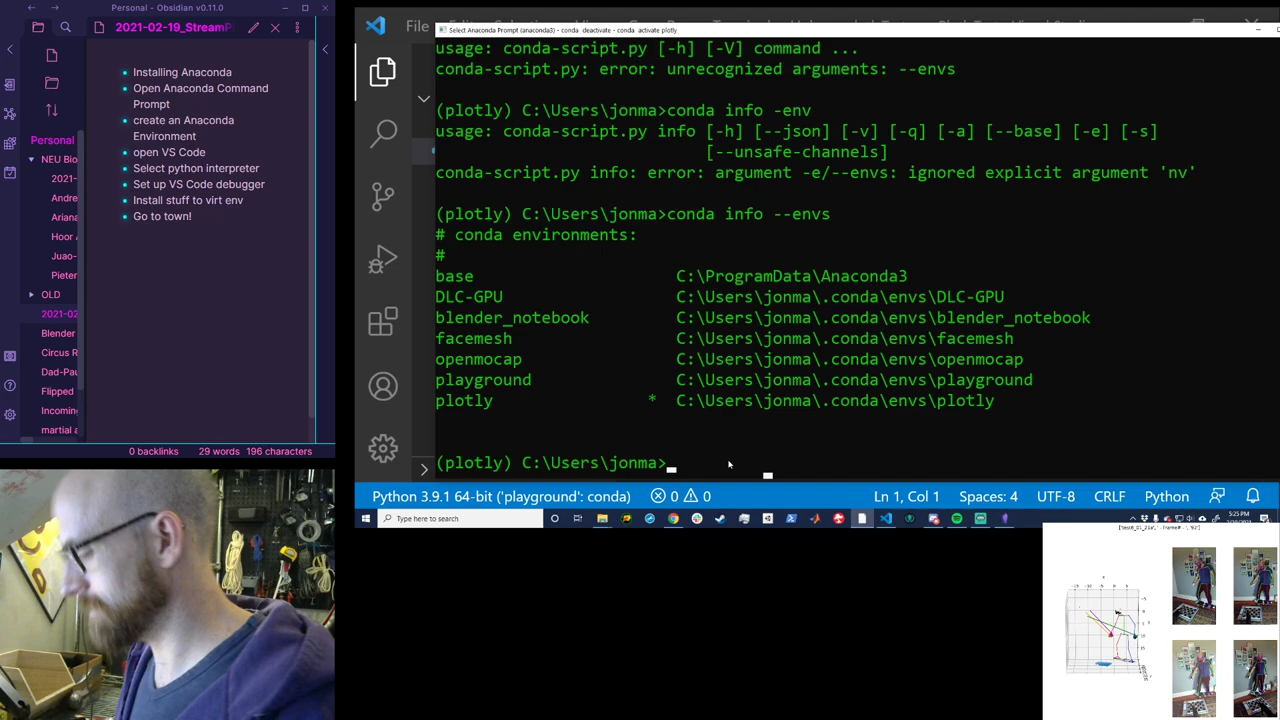 Personal - Obsidian v0.11.0
2021-02-19_StreamP
Installing Anaconda
Open Anaconda Command
Prompt
create an Anaconda
Environment
open VS Code
Select python interpreter
Set up VS Code debugger
Install stuff to virt env
Go to town!
Personal
NEU Bio
2021-
Andre
Ariana
Hoor
Juao-
Pieter
OLD
2021-02
Blender
Circus R
Dad-Pau
Flipped
Incoming
martial a
0 backlinks
29 words
196 characters
File
Select Anaconda Prompt (anaconda3) - conda deactivate - conda activate plotly
usage: conda-script.py [-h] [-V] command ...
conda-script.py: error: unrecognized arguments: --envs
(plotly) C:\Users\jonma>conda info -env
usage: conda-script.py info [-h] [--json] [-v] [-q] [-a] [--base] [-e] [-s]
[--unsafe-channels]
conda-script.py info: error: argument -e/--envs: ignored explicit argument 'nv'
(plotly) C:\Users\jonma>conda info --envs
# conda environments:
#
base C:\ProgramData\Anaconda3
DLC-GPU C:\Users\jonma\.conda\envs\DLC-GPU
blender_notebook C:\Users\jonma\.conda\envs\blender_notebook
facemesh C:\Users\jonma\.conda\envs\facemesh
openmocap C:\Users\jonma\.conda\envs\openmocap
playground C:\Users\jonma\.conda\envs\playground
plotly * C:\Users\jonma\.conda\envs\plotly
(plotly) C:\Users\jonma>
Python 3.9.1 64-bit ('playground': conda) 0 0 Ln 1, Col 1 Spaces: 4 UTF-8 CRLF Python
Type here to search
5:25 PM